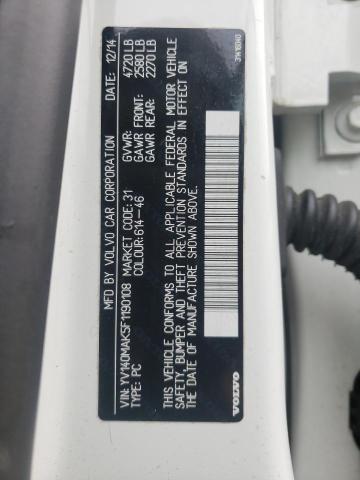 MFD BY VOLVO CAR CORPORATION DATE: 12/14
GVWR: 4720 LB
GAWR FRONT: 2580 LB
GAWR REAR: 2270 LB
VIN: YV140MAK5F1190108 MARKET CODE: 31
TYPE: PC COLOUR: 614-46
THIS VEHICLE CONFORMS TO ALL APPLICABLE FEDERAL MOTOR VEHICLE
SAFETY, BUMPER AND THEFT PREVENTION STANDARDS IN EFFECT ON
THE DATE OF MANUFACTURE SHOWN ABOVE.
VOLVO